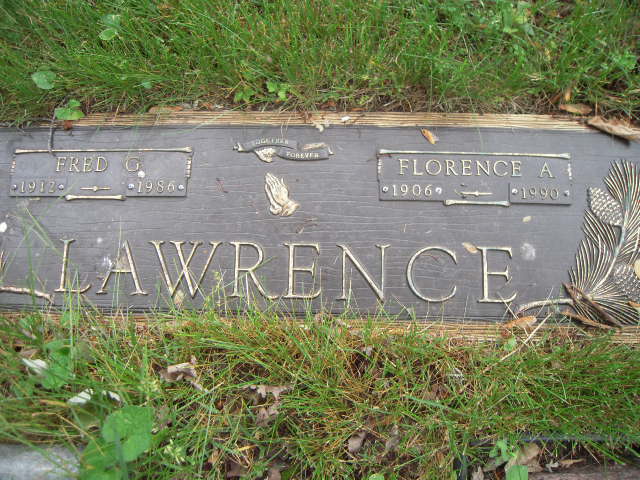 TOGETHER
FOREVER
FRED G.
1912 1986
FLORENCE A.
1906 1990
LAWRENCE